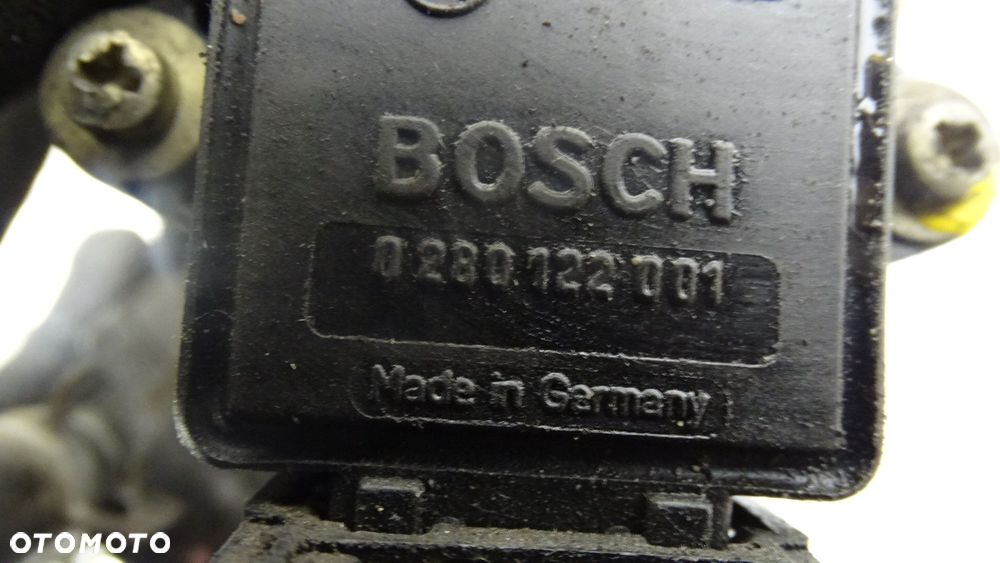 BOSCH
0 280 122 001
Made in Germany
OTOMOTO